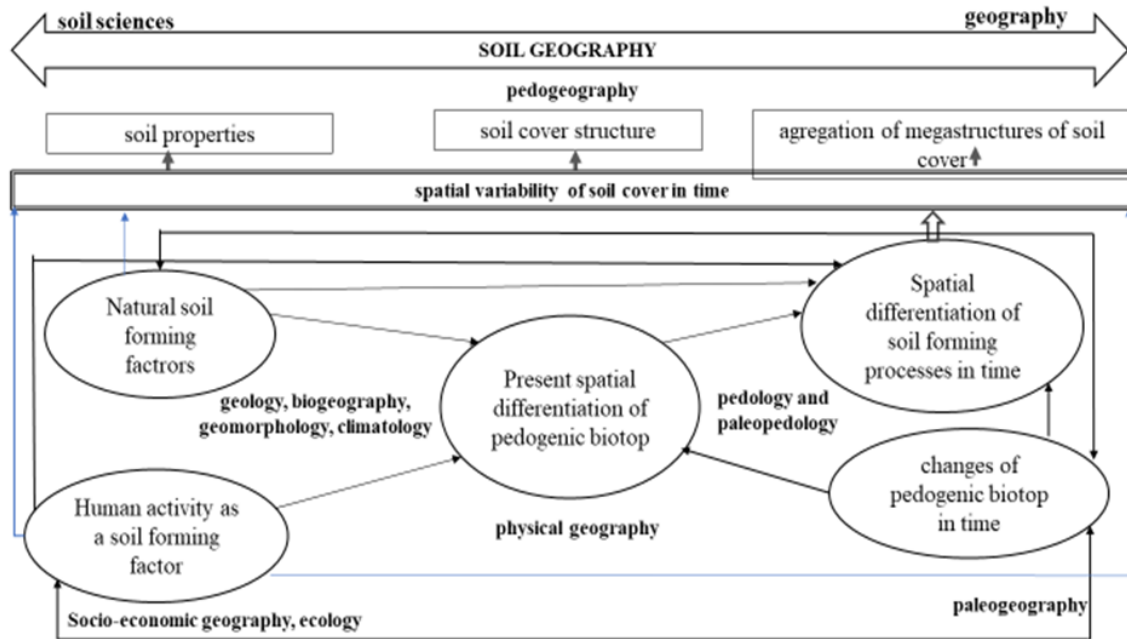 soil sciences
geography
SOIL GEOGRAPHY
pedogeography
soil properties
soil cover structure
agregation of megastructures of soil
cover
spatial variability of soil cover in time
Natural soil
forming
factrors
Spatial
differentiation of
soil forming
processes in time
Present spatial
differentiation of
pedogenic biotop
geology, biogeography,
geomorphology, climatology
pedology and
paleopedology
Human activity as
a soil forming
factor
changes of
pedogenic biotop
in time
physical geography
Socio-economic geography, ecology
paleogeography